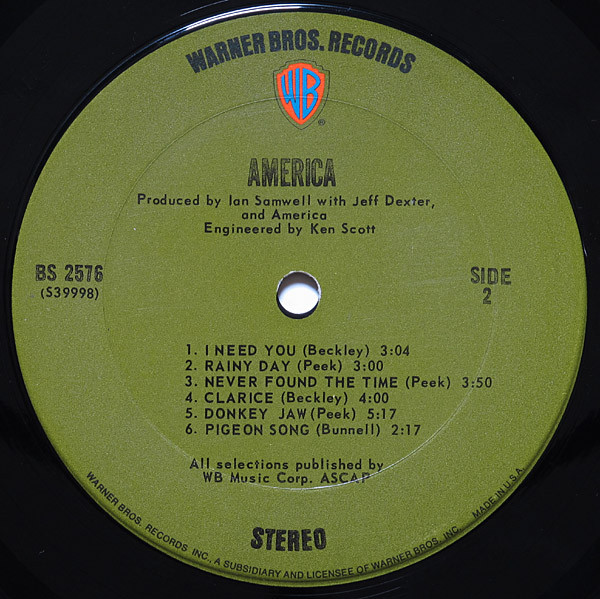 WARNER BROS. RECORDS
WB
®
AMERICA
Produced by Ian Samwell with Jeff Dexter,
and America
Engineered by Ken Scott
BS 2576
(S39998)
SIDE
2
1. I NEED YOU (Beckley) 3:04
2. RAINY DAY (Peek) 3:00
3. NEVER FOUND THE TIME (Peek) 3:50
4. CLARICE (Beckley) 4:00
5. DONKEY JAW (Peek) 5:17
6. PIGEON SONG (Bunnell) 2:17
All selections published by
WB Music Corp. ASCAP
STEREO
WARNER BROS. RECORDS INC., A SUBSIDIARY AND LICENSEE OF WARNER BROS., INC. MADE IN U.S.A.